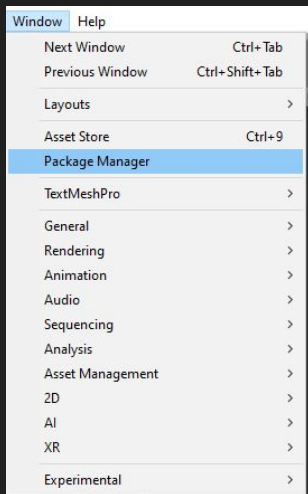 Window Help
Next Window Ctrl+Tab
Previous Window Ctrl+Shift+Tab
Layouts
Asset Store Ctrl+9
Package Manager
TextMeshPro
General
Rendering
Animation
Audio
Sequencing
Analysis
Asset Management
2D
AI
XR
Experimental